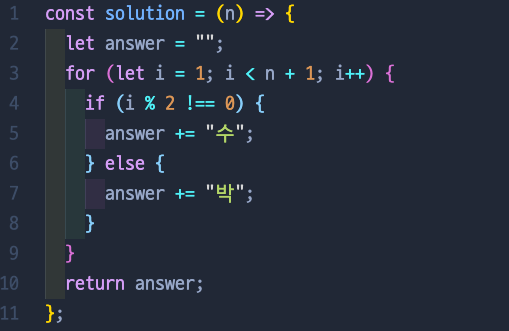 1 const solution = (n) => {
2   let answer = "";
3   for (let i = 1; i < n + 1; i++) {
4     if (i % 2 !== 0) {
5       answer += "수";
6     } else {
7       answer += "박";
8     }
9   }
10   return answer;
11 };